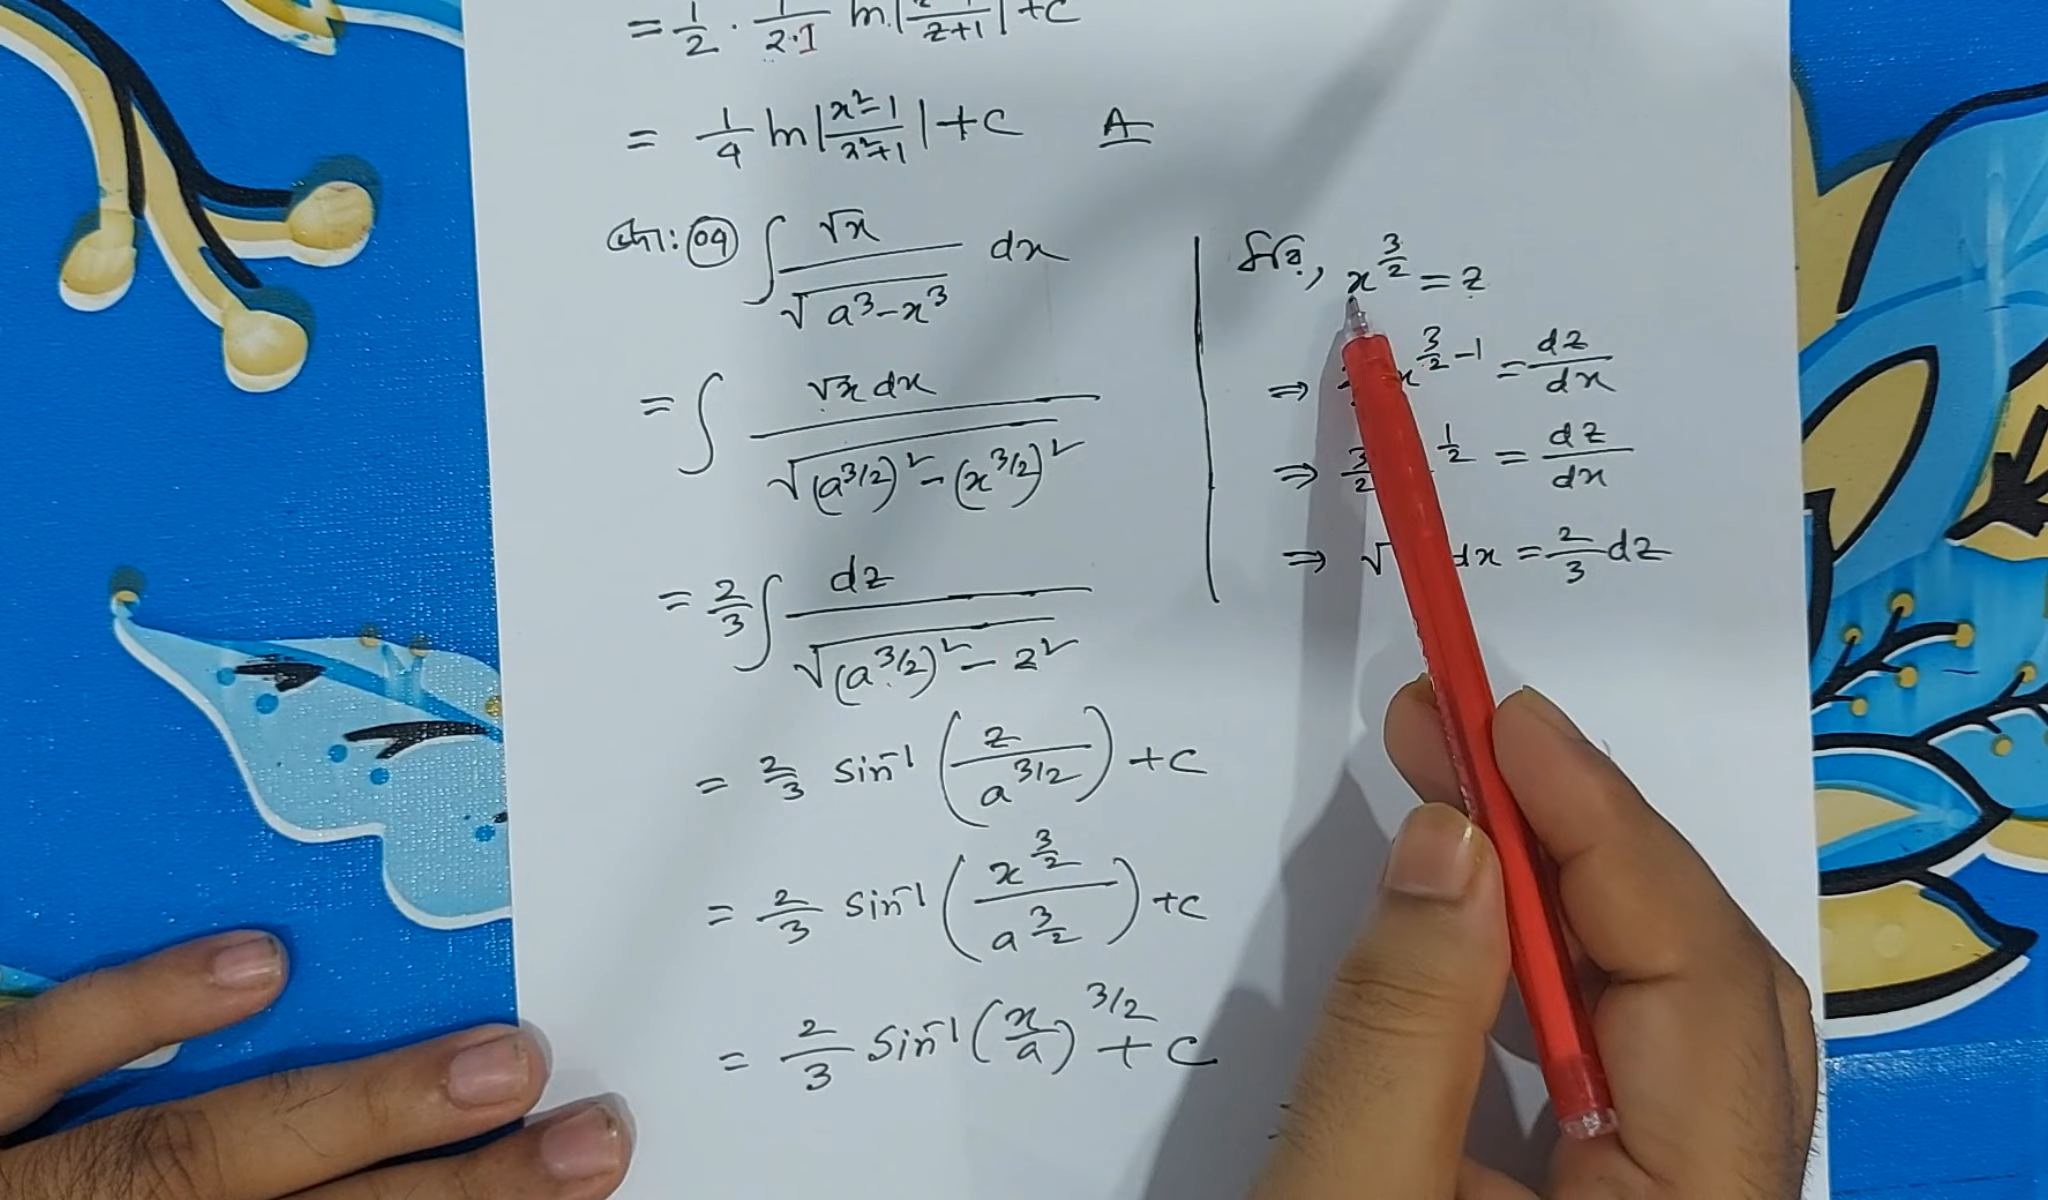 = 1/2 · 1/2·1 ln|z-1/z+1| + c
= 1/4 ln|x²-1/x²+1| + c A
04 ∫ √x/√a³-x³ dx
= ∫ √x dx/√(a^3/2)² - (x^3/2)²
= 2/3 ∫ dz/√(a^3/2)² - z²
= 2/3 sin⁻¹ (z/a^3/2) + c
= 2/3 sin⁻¹ (x^3/2/a^3/2) + c
= 2/3 sin⁻¹ (x/a)^3/2 + c
ধরি, x^3/2 = z
⇒ x^3/2-1 = dz/dx
⇒ 3/2 ^1/2 = dz/dx
⇒ √ dx = 2/3 dz